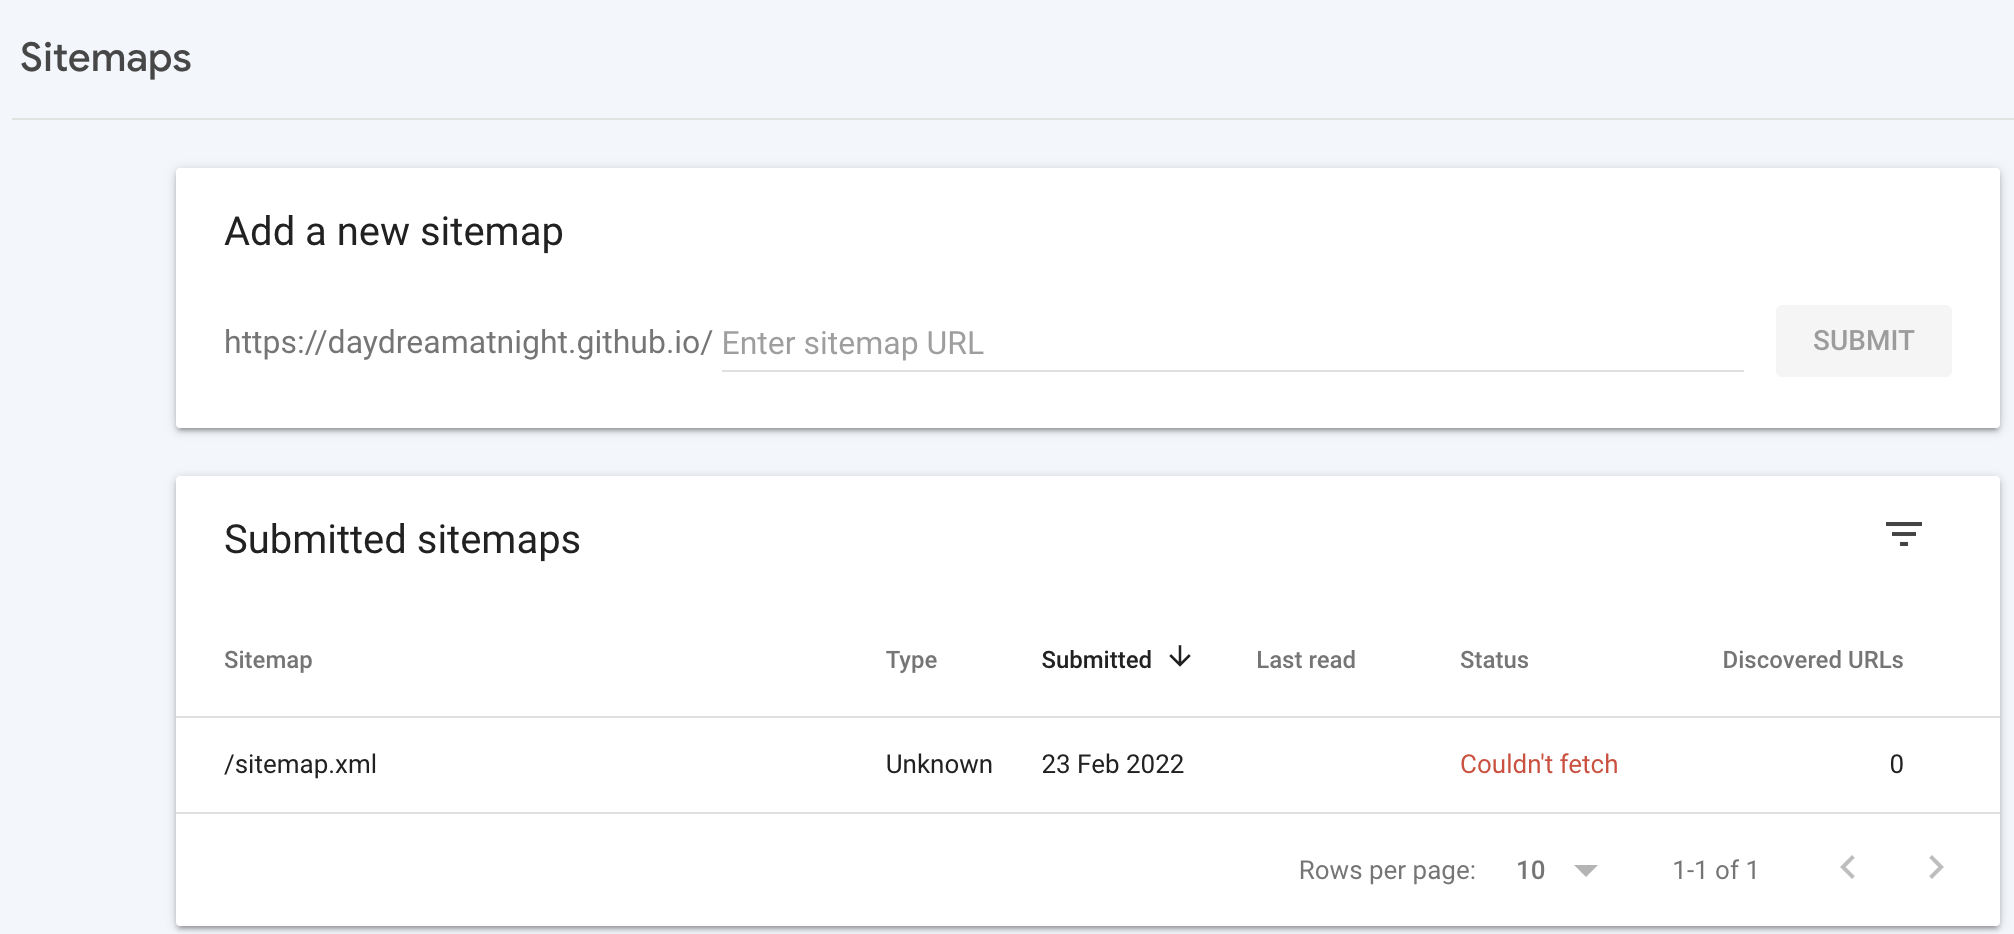 Sitemaps
Add a new sitemap
https://daydreamatnight.github.io/ Enter sitemap URL SUBMIT
Submitted sitemaps
Sitemap Type Submitted Last read Status Discovered URLs
/sitemap.xml Unknown 23 Feb 2022 Couldn't fetch 0
Rows per page: 10 1-1 of 1